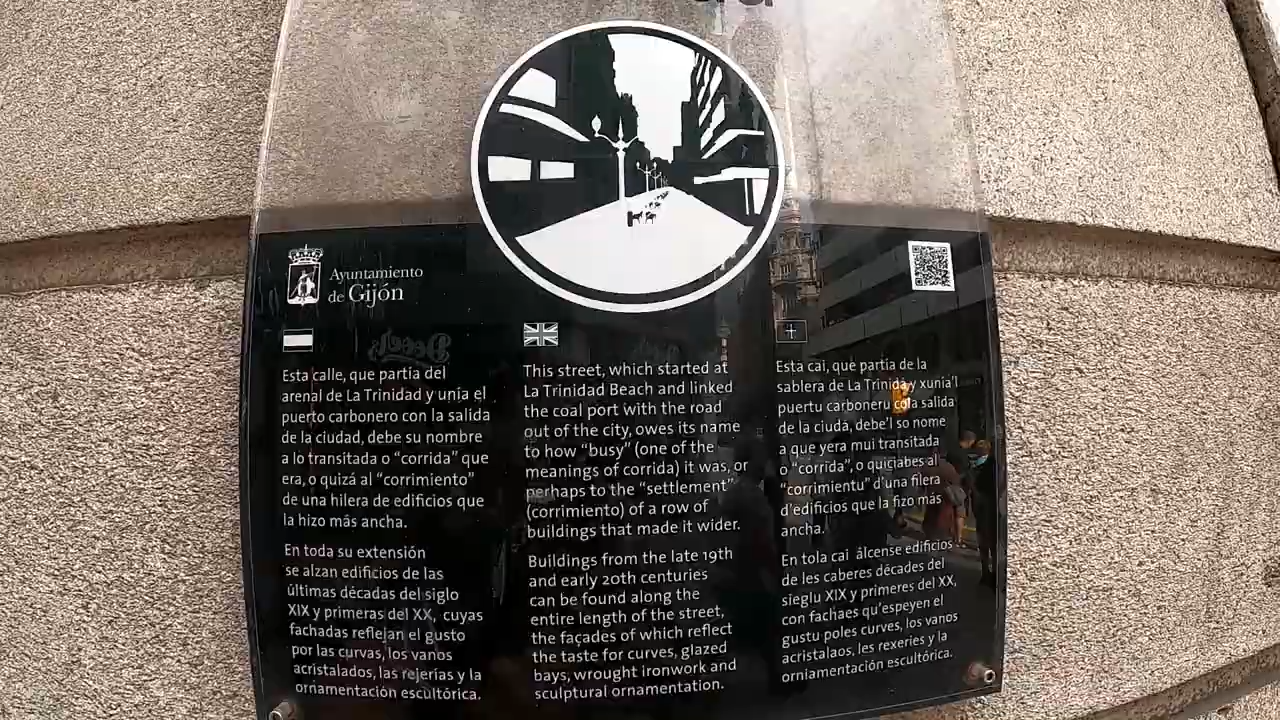 Ayuntamiento
de Gijón
Esta calle, que partía del
arenal de La Trinidad y unía el
puerto carbonero con la salida
de la ciudad, debe su nombre
a lo transitada o “corrida” que
era, o quizá al “corrimiento”
de una hilera de edificios que
la hizo más ancha.
En toda su extensión
se alzan edificios de las
últimas décadas del siglo
XIX y primeras del XX, cuyas
fachadas reflejan el gusto
por las curvas, los vanos
acristalados, las rejerías y la
ornamentación escultórica.
This street, which started at
La Trinidad Beach and linked
the coal port with the road
out of the city, owes its name
to how “busy” (one of the
meanings of corrida) it was, or
perhaps to the “settlement”
(corrimiento) of a row of
buildings that made it wider.
Buildings from the late 19th
and early 20th centuries
can be found along the
entire length of the street,
the façades of which reflect
the taste for curves, glazed
bays, wrought ironwork and
sculptural ornamentation.
Esta cai, que partía de la
sablera de La Trinidá y xunía'l
puertu carboneru cola salida
de la ciudá, debe'l so nome
a que yera mui transitada
o “corrida”, o quiciabes al
“corrimientu” d'una filera
d'edificios que la fizo más
ancha.
En tola cai álcense edificios
de les caberes décades del
sieglu XIX y primeres del XX,
con fachaes qu'espeyen el
gustu poles curves, los vanos
acristalaos, les rexeríes y la
orniamentación escultórica.